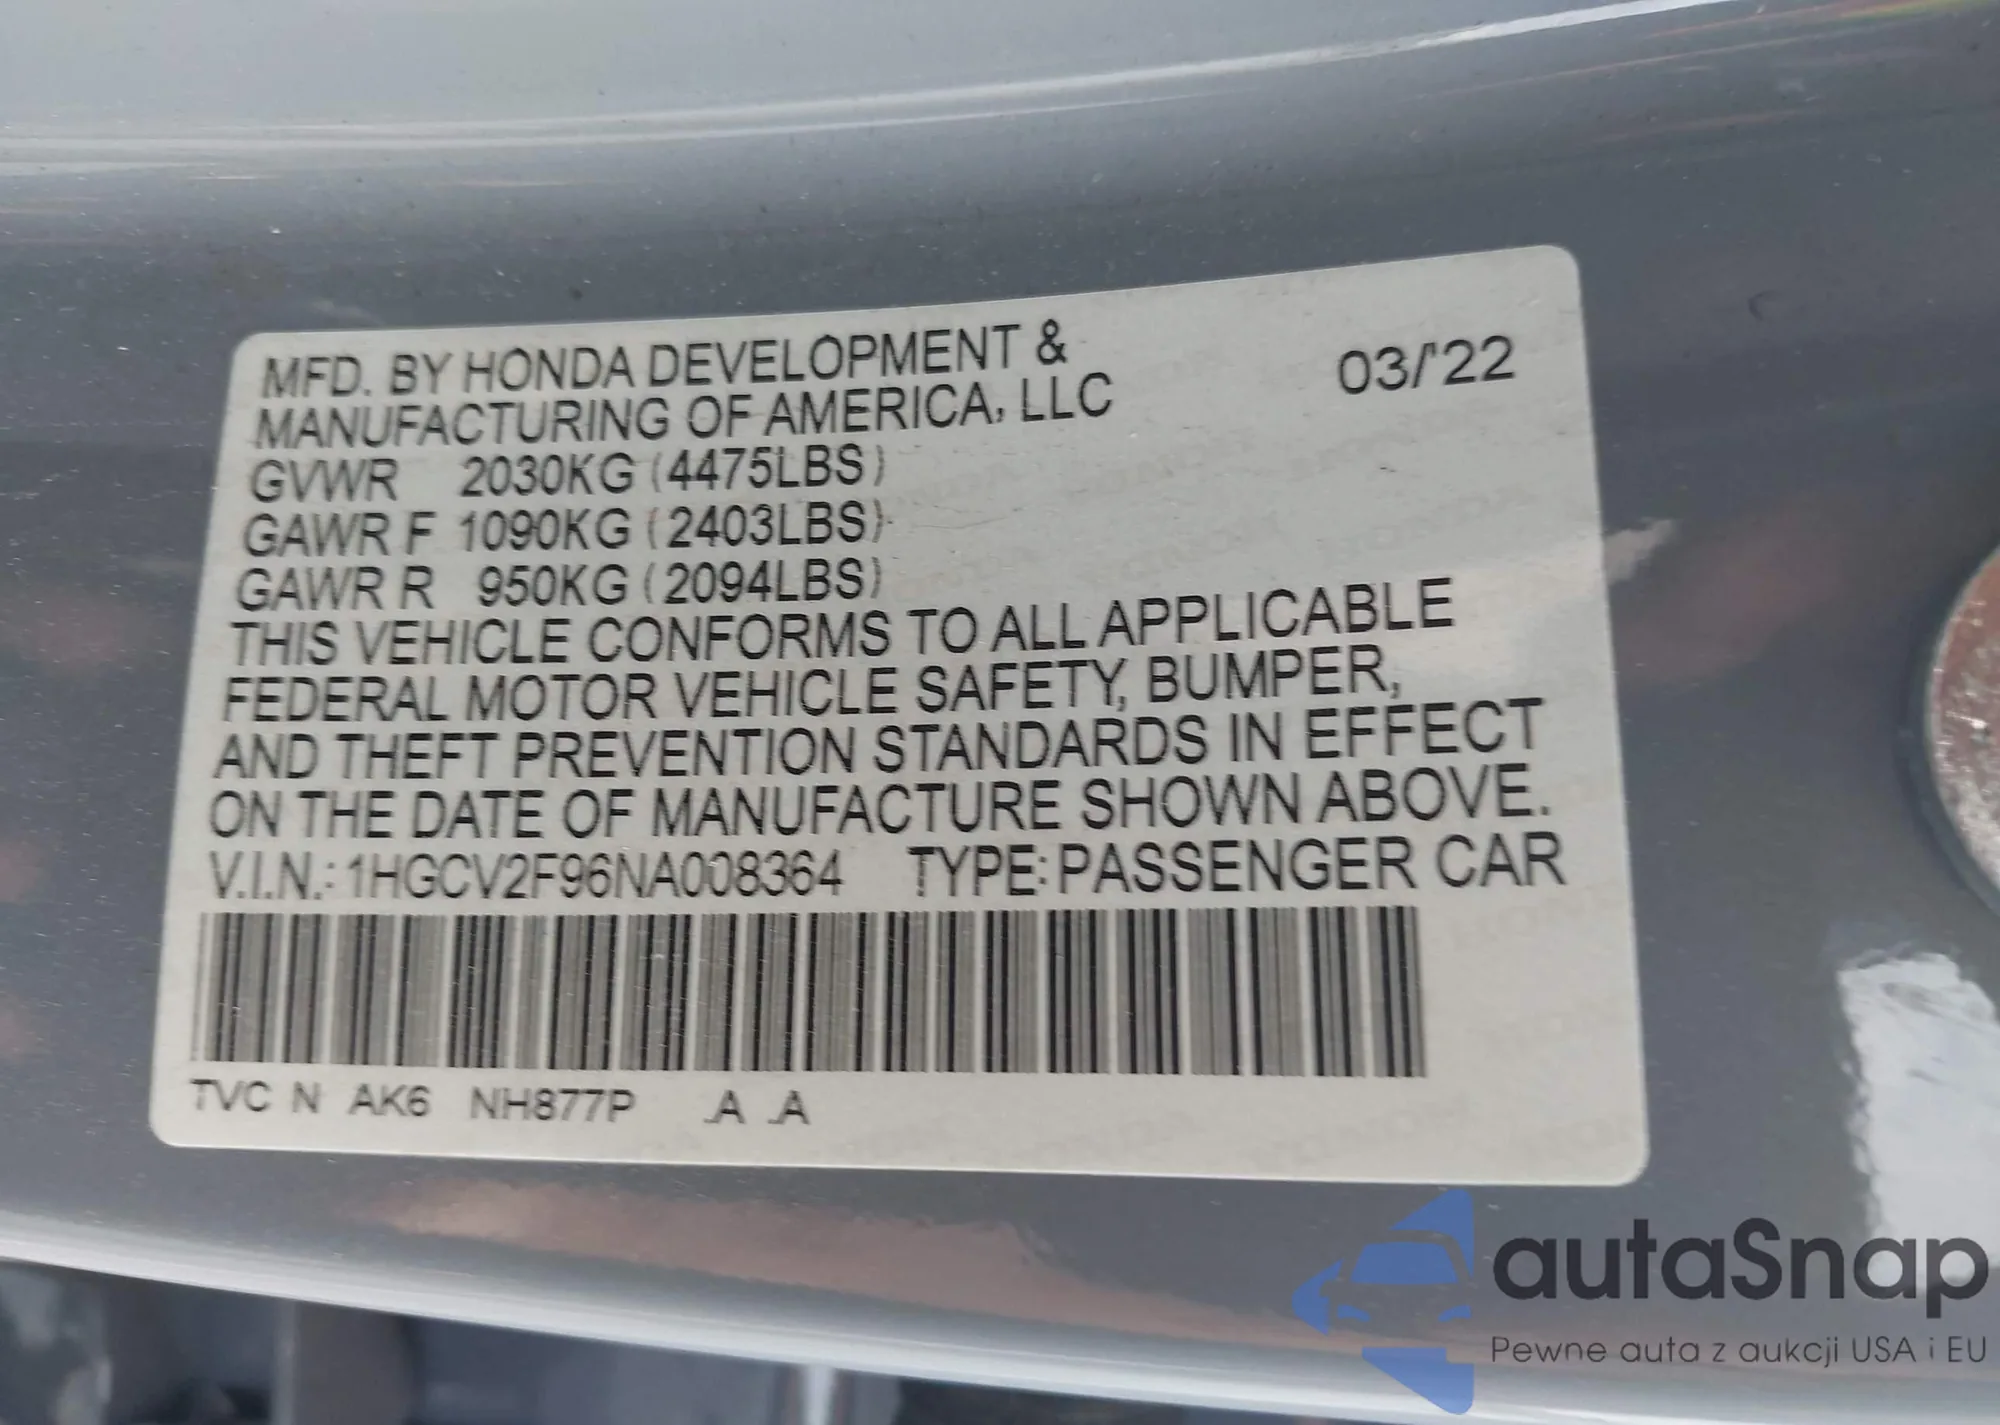 MFD. BY HONDA DEVELOPMENT &
MANUFACTURING OF AMERICA, LLC
03/'22
GVWR 2030KG (4475LBS)
GAWR F 1090KG (2403LBS)
GAWR R 950KG (2094LBS)
THIS VEHICLE CONFORMS TO ALL APPLICABLE
FEDERAL MOTOR VEHICLE SAFETY, BUMPER,
AND THEFT PREVENTION STANDARDS IN EFFECT
ON THE DATE OF MANUFACTURE SHOWN ABOVE.
V.I.N.: 1HGCV2F96NA008364 TYPE: PASSENGER CAR
TVC N AK6 NH877P .A .A
autaSnap
Pewne auta z aukcji USA i EU